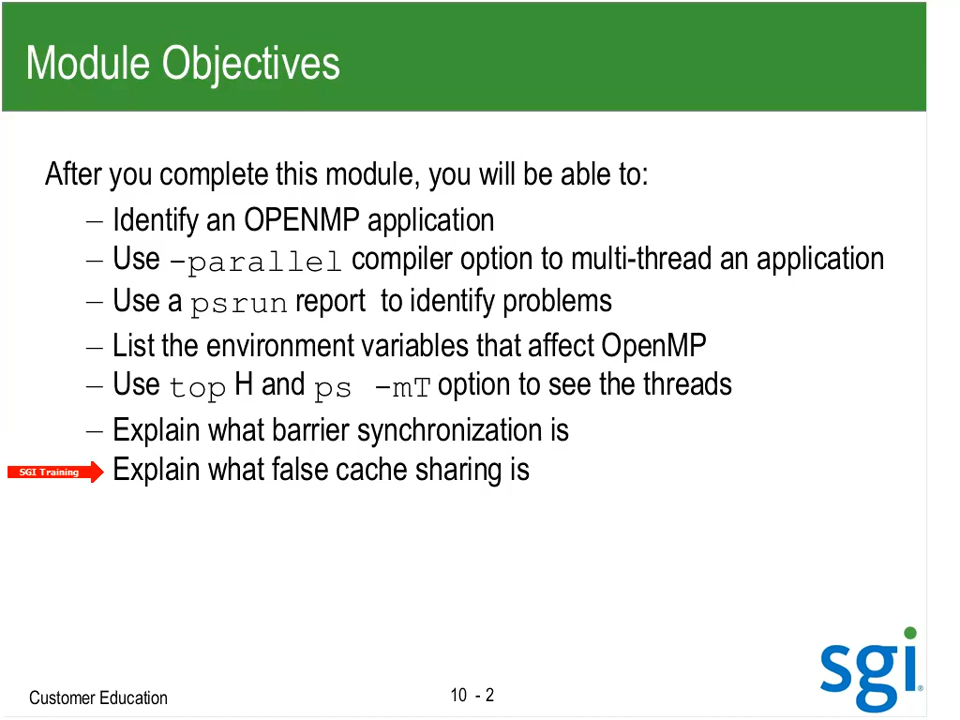 Module Objectives
After you complete this module, you will be able to:
– Identify an OPENMP application
– Use -parallel compiler option to multi-thread an application
– Use a psrun report to identify problems
– List the environment variables that affect OpenMP
– Use top H and ps -mT option to see the threads
– Explain what barrier synchronization is
SGI Training Explain what false cache sharing is
sgi®
Customer Education
10 - 2